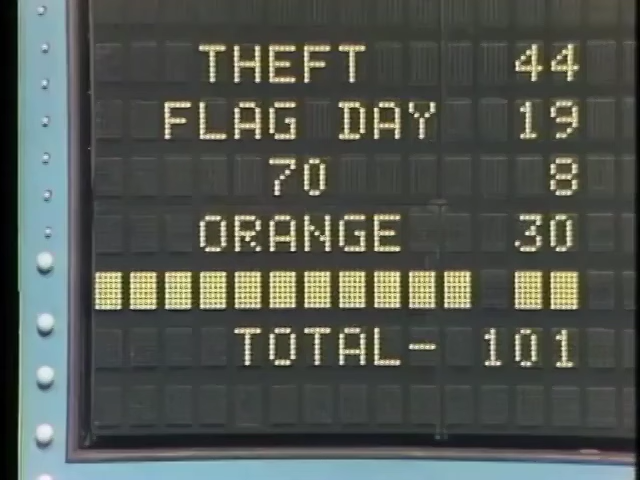 THEFT 44
FLAG DAY 19
70 8
ORANGE 30
TOTAL- 101